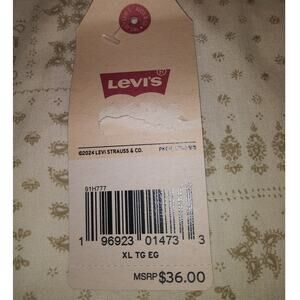 LEVI'S
©2024 LEVI STRAUSS & CO.
91H777
1 96923 01473 3
XL TG EG
MSRP $36.00